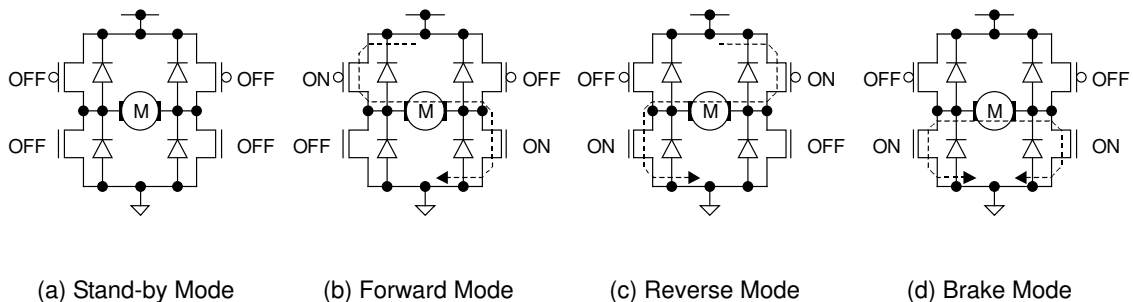 OFF OFF ON OFF OFF ON OFF OFF
M M M M
OFF OFF OFF ON ON OFF ON ON
(a) Stand-by Mode (b) Forward Mode (c) Reverse Mode (d) Brake Mode